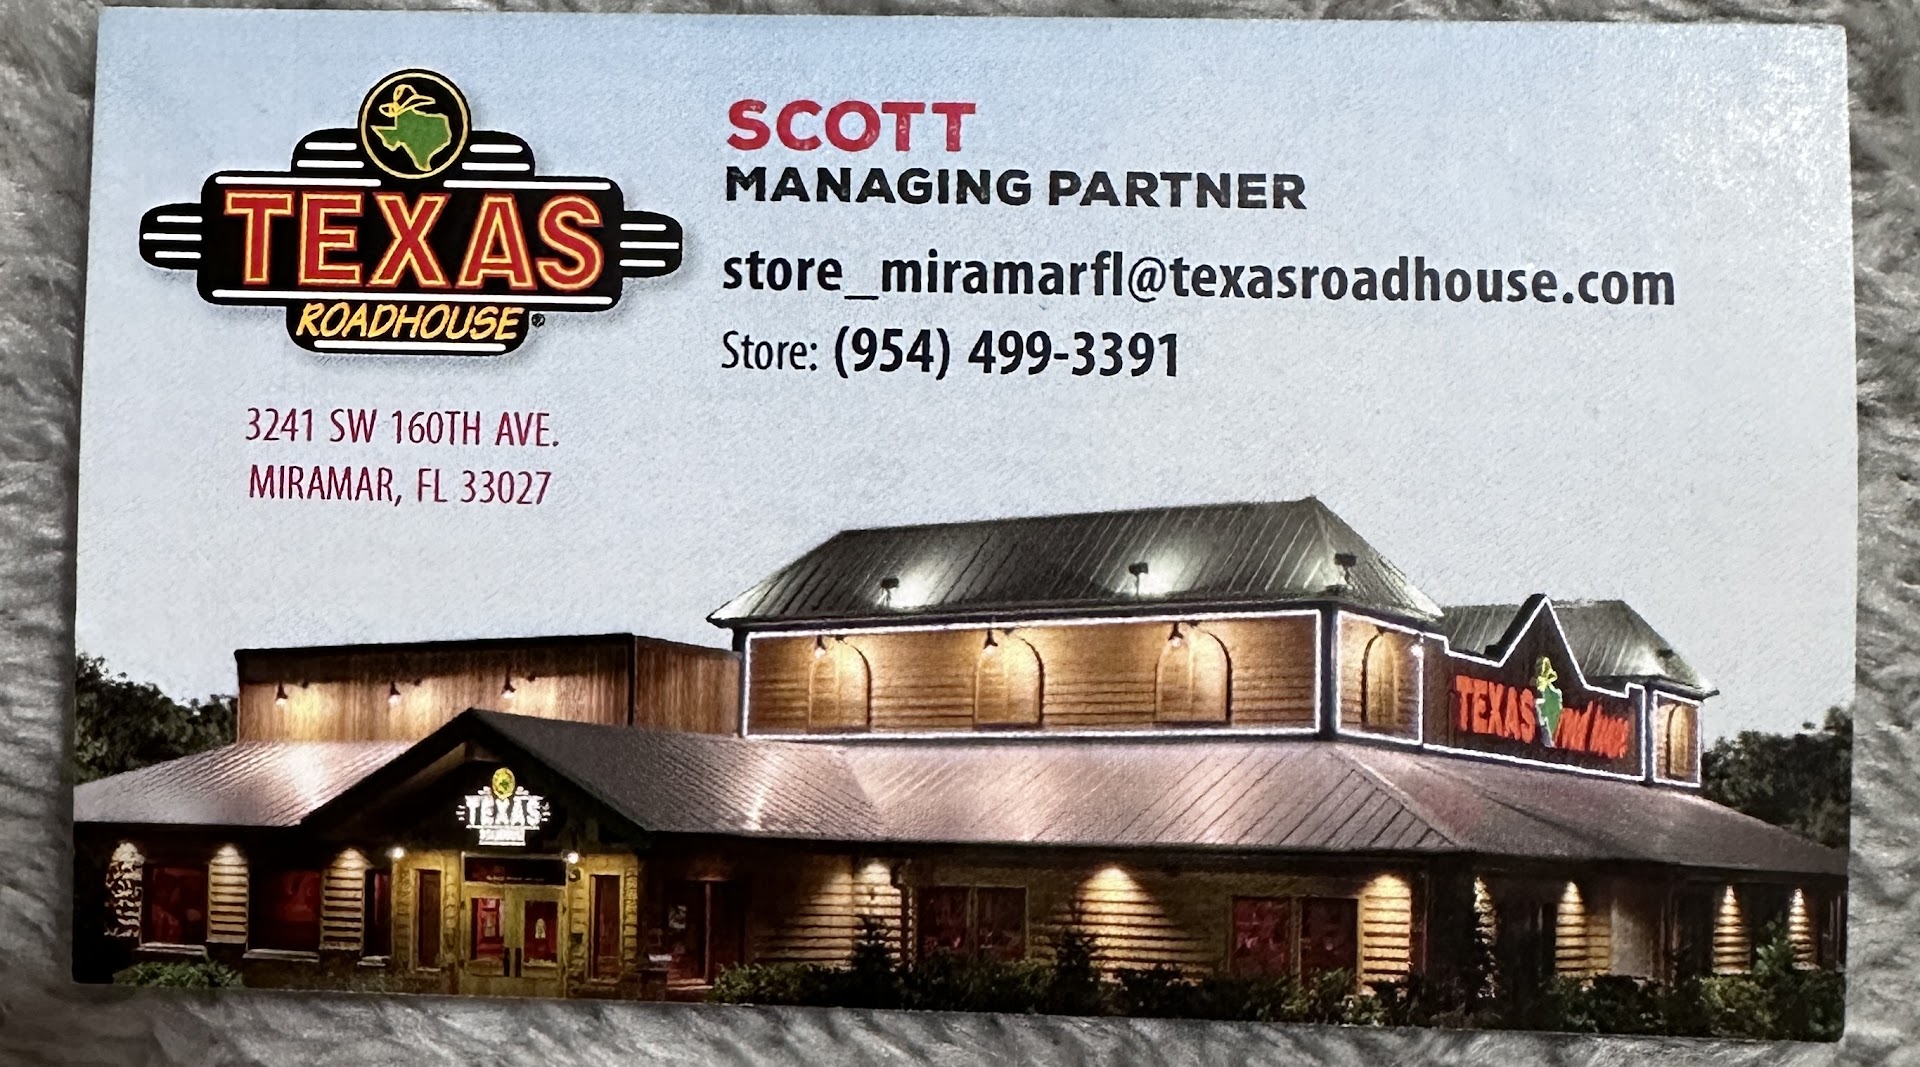 TEXAS
ROADHOUSE®
3241 SW 160TH AVE.
MIRAMAR, FL 33027
SCOTT
MANAGING PARTNER
store_miramarfl@texasroadhouse.com
Store: (954) 499-3391
TEXAS
TEXAS